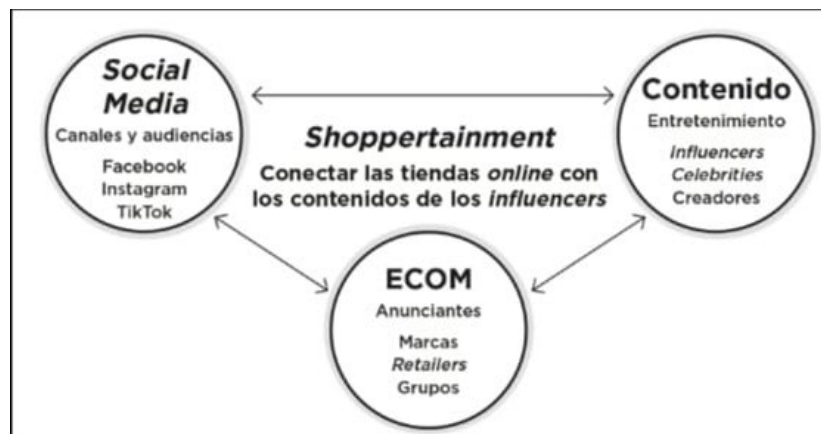 Social
Media
Canales y audiencias
Facebook
Instagram
TikTok
Shoppertainment
Conectar las tiendas online con
los contenidos de los influencers
Contenido
Entretenimiento
Influencers
Celebrities
Creadores
ECOM
Anunciantes
Marcas
Retailers
Grupos